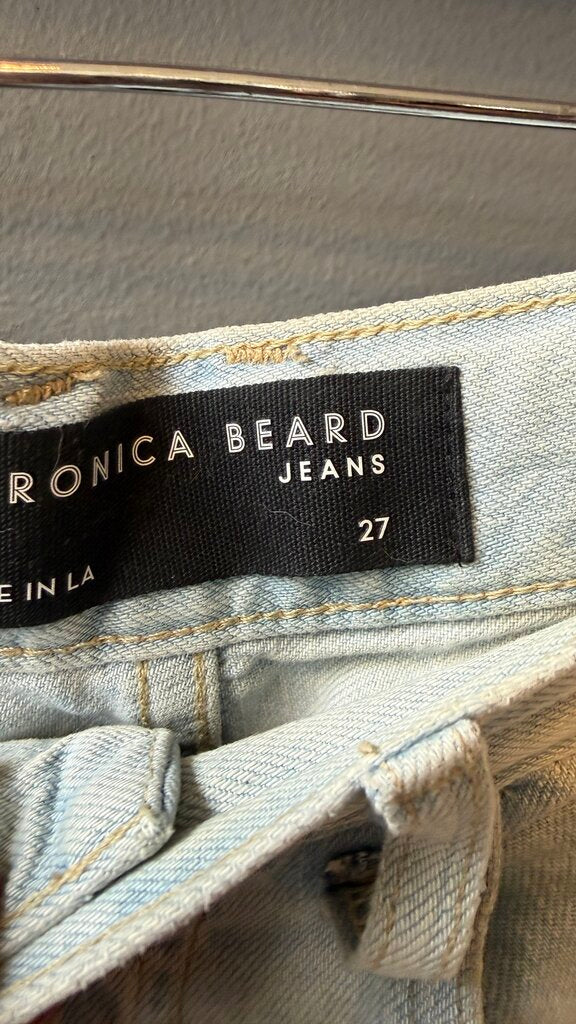 RONICA BEARD
JEANS
27
E IN LA